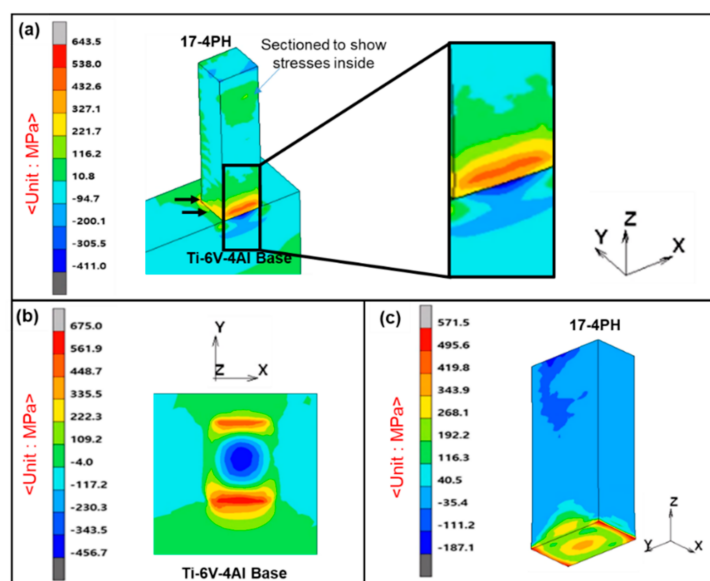 (a)
643.5
538.0
432.6
327.1
221.7
116.2
10.8
-94.7
-200.1
-305.5
-411.0
<Unit : MPa>
17-4PH
Sectioned to show
stresses inside
Ti-6V-4Al Base
Z
Y
X
(b)
675.0
561.9
448.7
335.5
222.3
109.2
-4.0
-117.2
-230.3
-343.5
-456.7
<Unit : MPa>
Y
Z
X
Ti-6V-4Al Base
(c)
571.5
495.6
419.8
343.9
268.1
192.2
116.3
40.5
-35.4
-111.2
-187.1
<Unit : MPa>
17-4PH
Z
Y
X